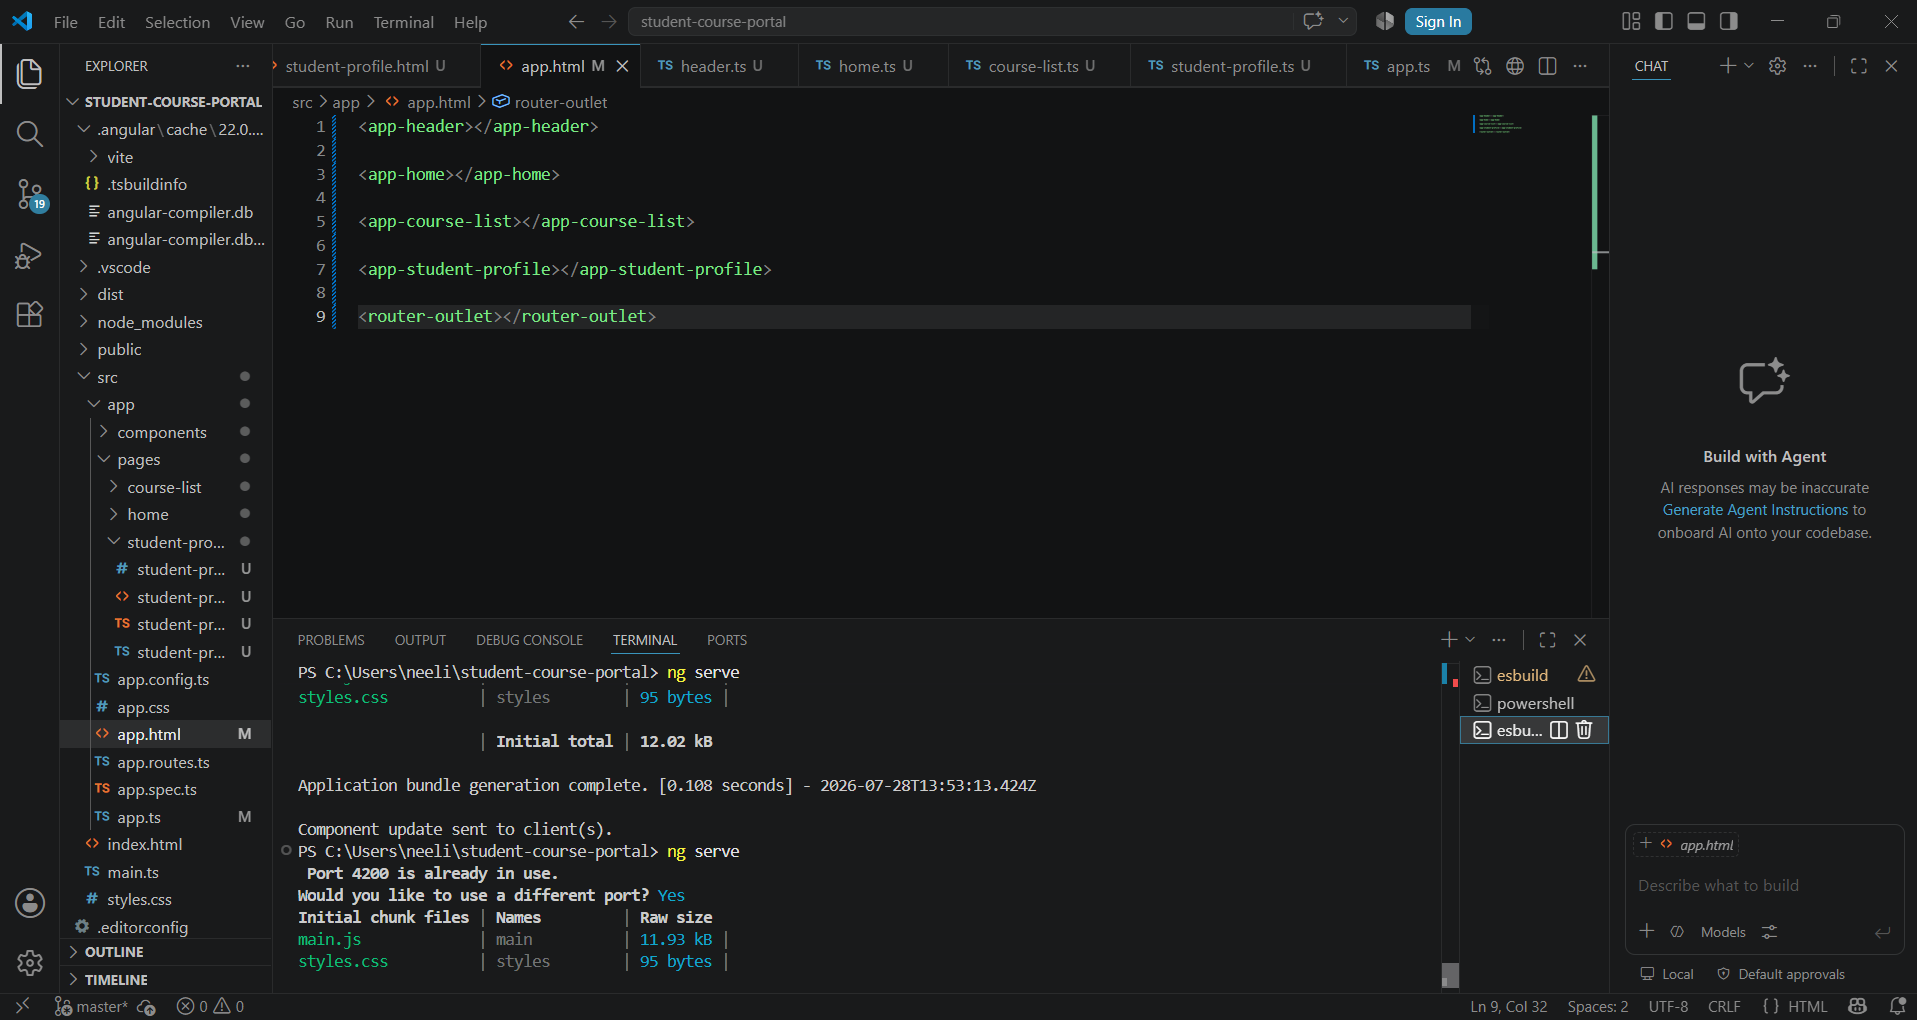 File Edit Selection View Go Run Terminal Help
student-course-portal
Sign In
EXPLORER
STUDENT-COURSE-PORTAL
.angular\cache\22.0....
vite
{} .tsbuildinfo
angular-compiler.db
angular-compiler.db...
.vscode
dist
node_modules
public
src
app
components
pages
course-list
home
student-pro...
# student-pr... U
<> student-pr... U
TS student-pr... U
TS student-pr... U
TS app.config.ts
# app.css
<> app.html M
TS app.routes.ts
TS app.spec.ts
TS app.ts M
<> index.html
TS main.ts
# styles.css
.editorconfig
OUTLINE
TIMELINE
19
student-profile.html U
<> app.html M
TS header.ts U
TS home.ts U
TS course-list.ts U
TS student-profile.ts U
TS app.ts M
src > app > <> app.html > router-outlet
1 <app-header></app-header>
2
3 <app-home></app-home>
4
5 <app-course-list></app-course-list>
6
7 <app-student-profile></app-student-profile>
8
9 <router-outlet></router-outlet>
PROBLEMS OUTPUT DEBUG CONSOLE TERMINAL PORTS
PS C:\Users\neeli\student-course-portal> ng serve
styles.css | styles | 95 bytes |
| Initial total | 12.02 kB
Application bundle generation complete. [0.108 seconds] - 2026-07-28T13:53:13.424Z
Component update sent to client(s).
PS C:\Users\neeli\student-course-portal> ng serve
Port 4200 is already in use.
Would you like to use a different port? Yes
Initial chunk files | Names | Raw size
main.js | main | 11.93 kB |
styles.css | styles | 95 bytes |
esbuild
powershell
esbu...
CHAT
Build with Agent
AI responses may be inaccurate
Generate Agent Instructions to
onboard AI onto your codebase.
<> app.html
Describe what to build
Models
Local
Default approvals
master*
0
0
Ln 9, Col 32
Spaces: 2
UTF-8
CRLF
{} HTML